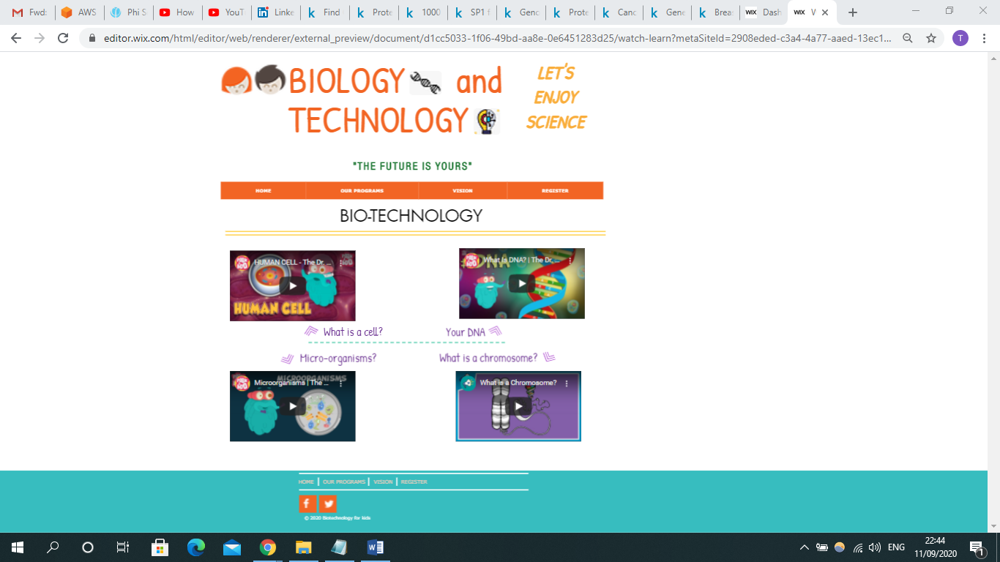 Fwd:
AWS
Phi S
How
YouT
Linke
Find
Prote
1000
SP1 f
Geno
Prote
Canc
Gene
Brea
WIX Dash
WIX W
editor.wix.com/html/editor/web/renderer/external_preview/document/d1cc5033-1f06-49bd-aa8e-0e6451283d25/watch-learn?metaSiteId=2908eded-c3a4-4a77-aaed-13ec1...
T
BIOLOGY and
TECHNOLOGY
LET'S
ENJOY
SCIENCE
"THE FUTURE IS YOURS"
HOME OUR PROGRAMS VISION REGISTER
BIO-TECHNOLOGY
HUMAN CELL - The Dr. ...
HUMAN CELL
What Is DNA? | The Dr. ...
DNA
What is a cell?
Your DNA
Micro-organisms?
What is a chromosome?
MICROORGANISMS
Microorganisms | The ...
What is a Chromosome?
HOME | OUR PROGRAMS | VISION | REGISTER
© 2020 Biotechnology for kids
ENG
22:44
11/09/2020
1